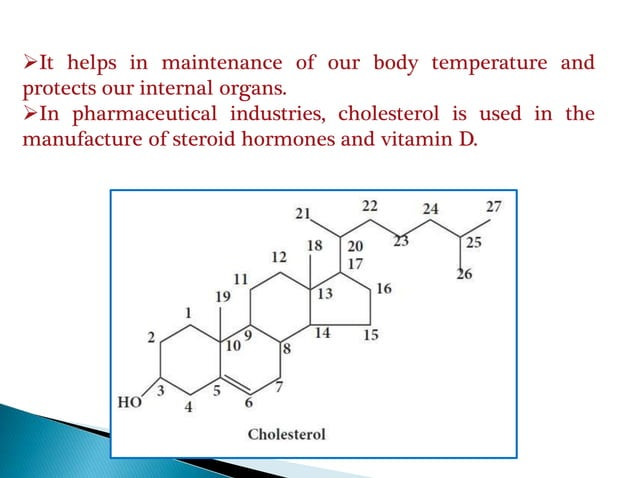 ➢It helps in maintenance of our body temperature and
protects our internal organs.
➢In pharmaceutical industries, cholesterol is used in the
manufacture of steroid hormones and vitamin D.
22 24 27
21
18 20 23 25
12 17 26
11 16
19 13
1
2 9 14 15
10 8
3 5 7
HO 4 6
Cholesterol